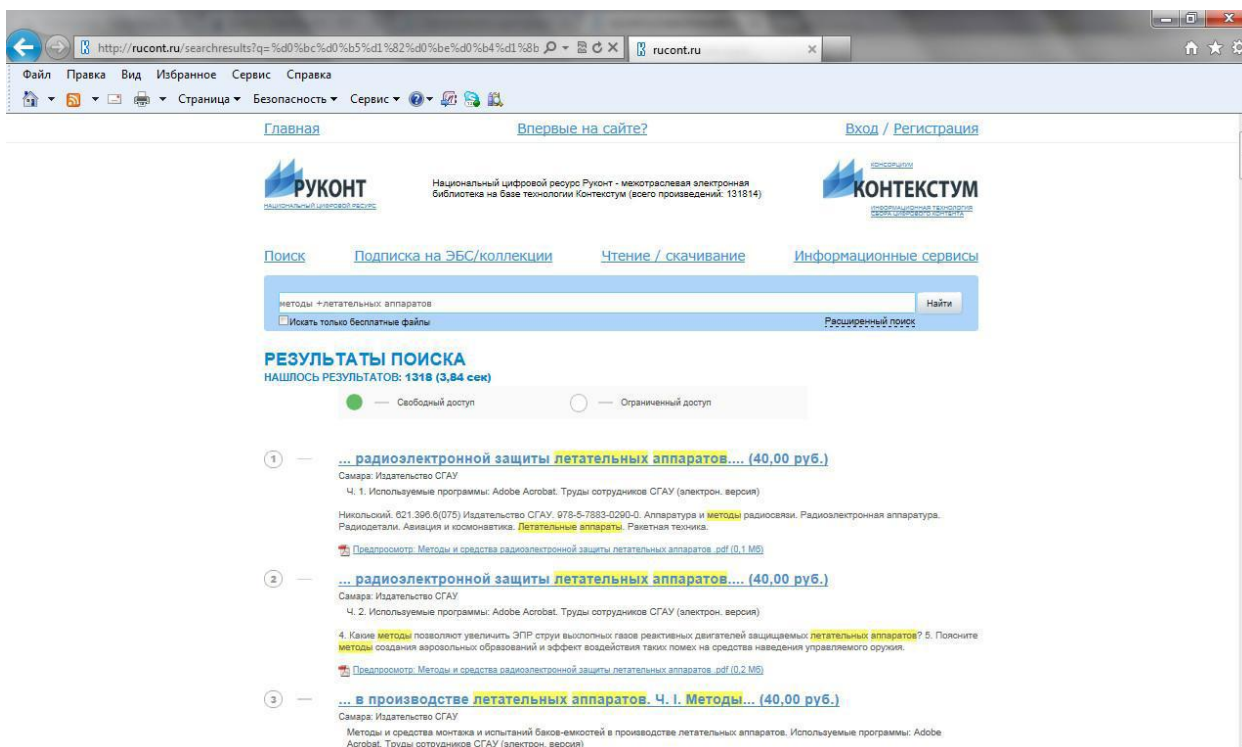 http://rucont.ru/searchresults?q=%d0%bc%d0%b5%d1%82%d0%be%d0%b4%d1%8b
rucont.ru
Файл Правка Вид Избранное Сервис Справка
Страница Безопасность Сервис
Главная Впервые на сайте? Вход / Регистрация
РУКОНТ
НАЦИОНАЛЬНЫЙ ЦИФРОВОЙ РЕСУРС
Национальный цифровой ресурс Руконт - межотраслевая электронная
библиотека на базе технологии Контекстум (всего произведений: 131814)
КОНСОРЦИУМ
КОНТЕКСТУМ
ИНФОРМАЦИОННАЯ ТЕХНОЛОГИЯ
СБОРА ЦИФРОВОГО КОНТЕНТА
Поиск Подписка на ЭБС/коллекции Чтение / скачивание Информационные сервисы
методы +летательных аппаратов Найти
Искать только бесплатные файлы Расширенный поиск
РЕЗУЛЬТАТЫ ПОИСКА
НАШЛОСЬ РЕЗУЛЬТАТОВ: 1318 (3,84 сек)
— Свободный доступ — Ограниченный доступ
1 — ... радиоэлектронной защиты летательных аппаратов.... (40,00 руб.)
Самара: Издательство СГАУ
Ч. 1. Используемые программы: Adobe Acrobat. Труды сотрудников СГАУ (электрон. версия)
Никольский. 621.396.6(075) Издательство СГАУ. 978-5-7883-0290-0. Аппаратура и методы радиосвязи. Радиоэлектронная аппаратура.
Радиодетали. Авиация и космонавтика. Летательные аппараты. Ракетная техника.
Предпросмотр: Методы и средства радиоэлектронной защиты летательных аппаратов .pdf (0,1 Мб)
2 — ... радиоэлектронной защиты летательных аппаратов.... (40,00 руб.)
Самара: Издательство СГАУ
Ч. 2. Используемые программы: Adobe Acrobat. Труды сотрудников СГАУ (электрон. версия)
4. Какие методы позволяют увеличить ЭПР струи выхлопных газов реактивных двигателей защищаемых летательных аппаратов? 5. Поясните
методы создания аэрозольных образований и эффект воздействия таких помех на средства наведения управляемого оружия.
Предпросмотр: Методы и средства радиоэлектронной защиты летательных аппаратов .pdf (0,2 Мб)
3 — ... в производстве летательных аппаратов. Ч. I. Методы... (40,00 руб.)
Самара: Издательство СГАУ
Методы и средства монтажа и испытаний баков-емкостей в производстве летательных аппаратов. Используемые программы: Adobe
Acrobat. Труды сотрудников СГАУ (электрон. версия)